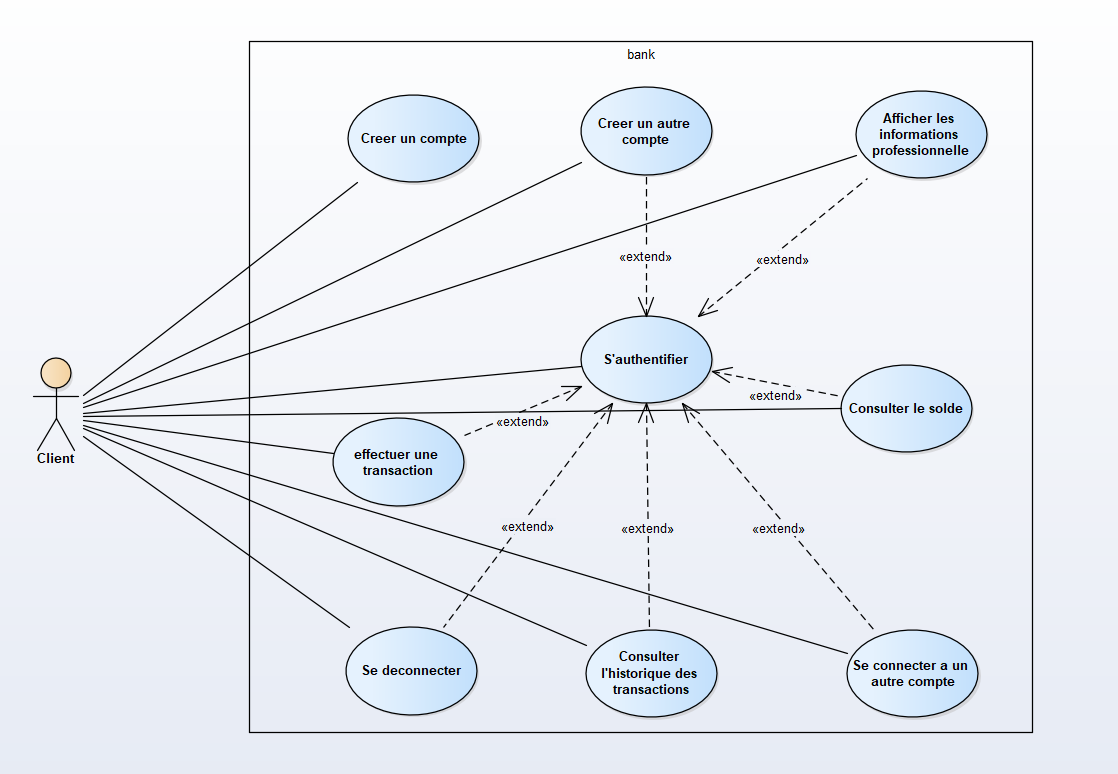 bank
Creer un compte
Creer un autre
compte
Afficher les
informations
professionnelle
«extend»
«extend»
S'authentifier
Consulter le solde
«extend»
«extend»
effectuer une
transaction
Client
«extend»
«extend»
«extend»
Se deconnecter
Consulter
l'historique des
transactions
Se connecter a un
autre compte